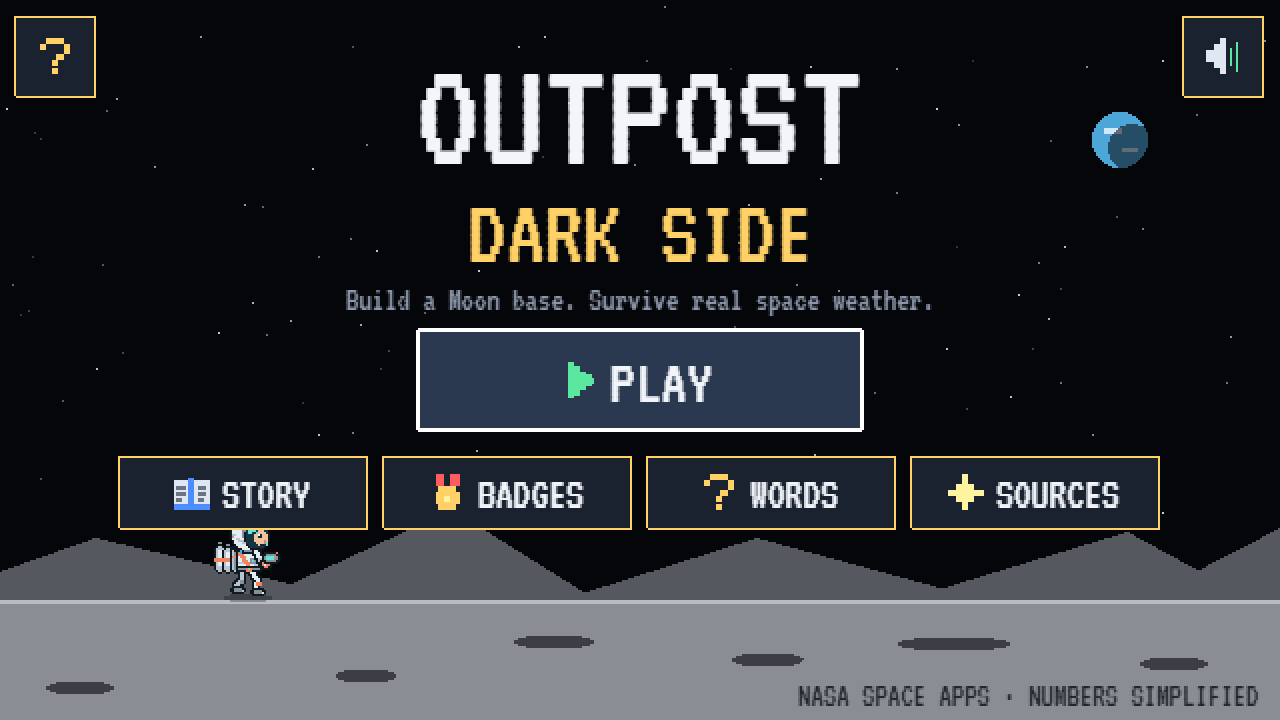 ?
OUTPOST
DARK SIDE
Build a Moon base. Survive real space weather.
PLAY
STORY
BADGES
? WORDS
SOURCES
NASA SPACE APPS · NUMBERS SIMPLIFIED